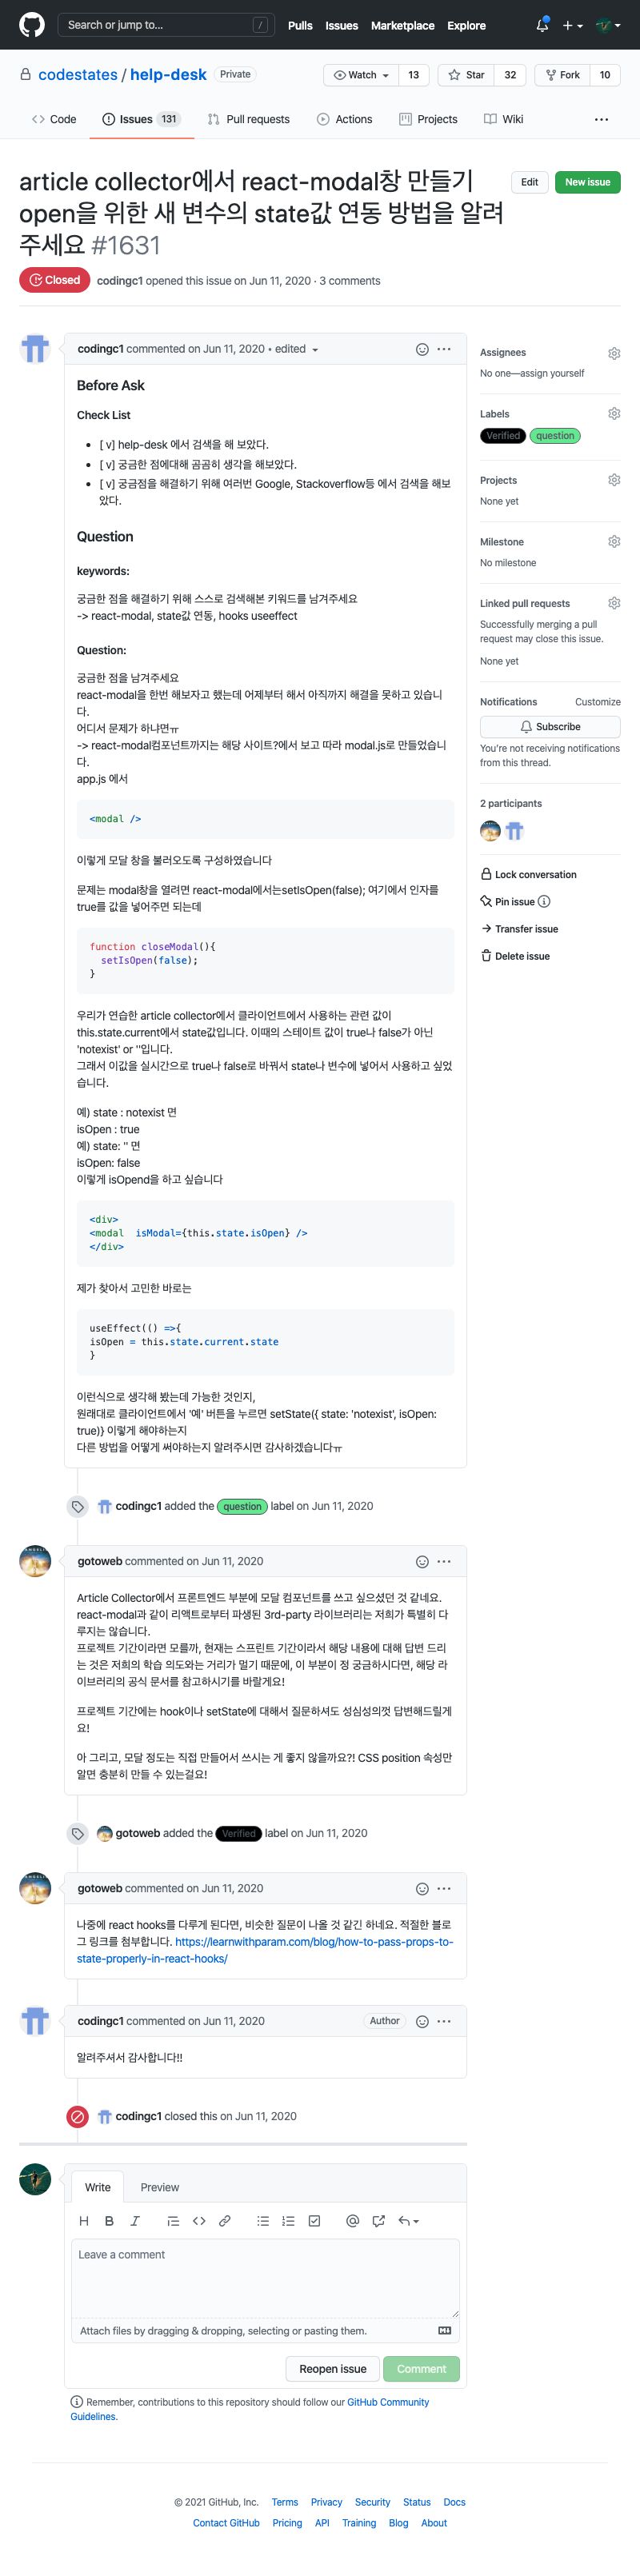 Search or jump to... /
Pulls Issues Marketplace Explore
codestates / help-desk Private
Watch 13 Star 32 Fork 10
Code Issues 131 Pull requests Actions Projects Wiki
article collector에서 react-modal창 만들기
open을 위한 새 변수의 state값 연동 방법을 알려
주세요 #1631
Edit New issue
Closed codingc1 opened this issue on Jun 11, 2020 · 3 comments
codingc1 commented on Jun 11, 2020 • edited
Before Ask
Check List
• [ v] help-desk 에서 검색을 해 보았다.
• [ v] 궁금한 점에대해 곰곰히 생각을 해보았다.
• [ v] 궁금점을 해결하기 위해 여러번 Google, Stackoverflow등 에서 검색을 해보
았다.
Question
keywords:
궁금한 점을 해결하기 위해 스스로 검색해본 키워드를 남겨주세요
-> react-modal, state값 연동, hooks useeffect
Question:
궁금한 점을 남겨주세요
react-modal을 한번 해보자고 했는데 어제부터 해서 아직까지 해결을 못하고 있습니
다.
어디서 문제가 하냐면ㅠ
-> react-modal컴포넌트까지는 해당 사이트?에서 보고 따라 modal.js로 만들었습니
다.
app.js 에서
<modal />
이렇게 모달 창을 불러오도록 구성하였습니다
문제는 modal창을 열려면 react-modal에서는setIsOpen(false); 여기에서 인자를
true를 값을 넣어주면 되는데
function closeModal(){
setIsOpen(false);
}
우리가 연습한 article collector에서 클라이언트에서 사용하는 관련 값이
this.state.current에서 state값입니다. 이때의 스테이트 값이 true나 false가 아닌
'notexist' or ''입니다.
그래서 이값을 실시간으로 true나 false로 바꿔서 state나 변수에 넣어서 사용하고 싶었
습니다.
예) state : notexist 면
isOpen : true
예) state: '' 면
isOpen: false
이렇게 isOpend을 하고 싶습니다
<div>
<modal isModal={this.state.isOpen} />
</div>
제가 찾아서 고민한 바로는
useEffect(() =>{
isOpen = this.state.current.state
}
이런식으로 생각해 봤는데 가능한 것인지,
원래대로 클라이언트에서 '예' 버튼을 누르면 setState({ state: 'notexist', isOpen:
true)} 이렇게 해야하는지
다른 방법을 어떻게 써야하는지 알려주시면 감사하겠습니다ㅠ
codingc1 added the question label on Jun 11, 2020
gotoweb commented on Jun 11, 2020
Article Collector에서 프론트엔드 부분에 모달 컴포넌트를 쓰고 싶으셨던 것 같네요.
react-modal과 같이 리액트로부터 파생된 3rd-party 라이브러리는 저희가 특별히 다
루지는 않습니다.
프로젝트 기간이라면 모를까, 현재는 스프린트 기간이라서 해당 내용에 대해 답변 드리
는 것은 저희의 학습 의도와는 거리가 멀기 때문에, 이 부분이 정 궁금하시다면, 해당 라
이브러리의 공식 문서를 참고하시기를 바랄게요!
프로젝트 기간에는 hook이나 setState에 대해서 질문하셔도 성심성의껏 답변해드릴게
요!
아 그리고, 모달 정도는 직접 만들어서 쓰시는 게 좋지 않을까요?! CSS position 속성만
알면 충분히 만들 수 있는걸요!
gotoweb added the Verified label on Jun 11, 2020
gotoweb commented on Jun 11, 2020
나중에 react hooks를 다루게 된다면, 비슷한 질문이 나올 것 같긴 하네요. 적절한 블로
그 링크를 첨부합니다. https://learnwithparam.com/blog/how-to-pass-props-to-
state-properly-in-react-hooks/
codingc1 commented on Jun 11, 2020 Author
알려주셔서 감사합니다!!
codingc1 closed this on Jun 11, 2020
Write Preview
Leave a comment
Attach files by dragging & dropping, selecting or pasting them.
Reopen issue Comment
Remember, contributions to this repository should follow our GitHub Community
Guidelines.
Assignees
No one—assign yourself
Labels
Verified question
Projects
None yet
Milestone
No milestone
Linked pull requests
Successfully merging a pull
request may close this issue.
None yet
Notifications Customize
Subscribe
You're not receiving notifications
from this thread.
2 participants
Lock conversation
Pin issue
Transfer issue
Delete issue
© 2021 GitHub, Inc. Terms Privacy Security Status Docs
Contact GitHub Pricing API Training Blog About